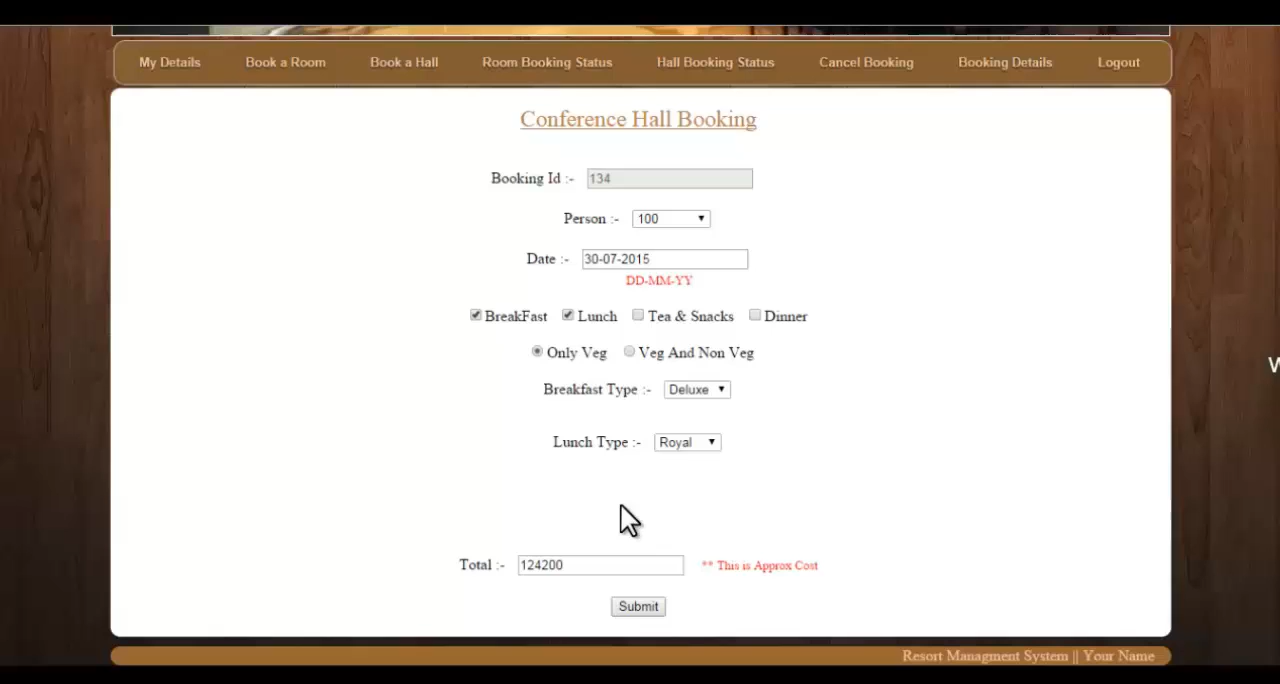 My Details Book a Room Book a Hall Room Booking Status Hall Booking Status Cancel Booking Booking Details Logout
Conference Hall Booking
Booking Id :- 134
Person :- 100
Date :- 30-07-2015
DD-MM-YY
BreakFast Lunch Tea & Snacks Dinner
Only Veg Veg And Non Veg
W
Breakfast Type :- Deluxe
Lunch Type :- Royal
Total :- 124200 ** This is Approx Cost
Submit
Resort Managment System || Your Name